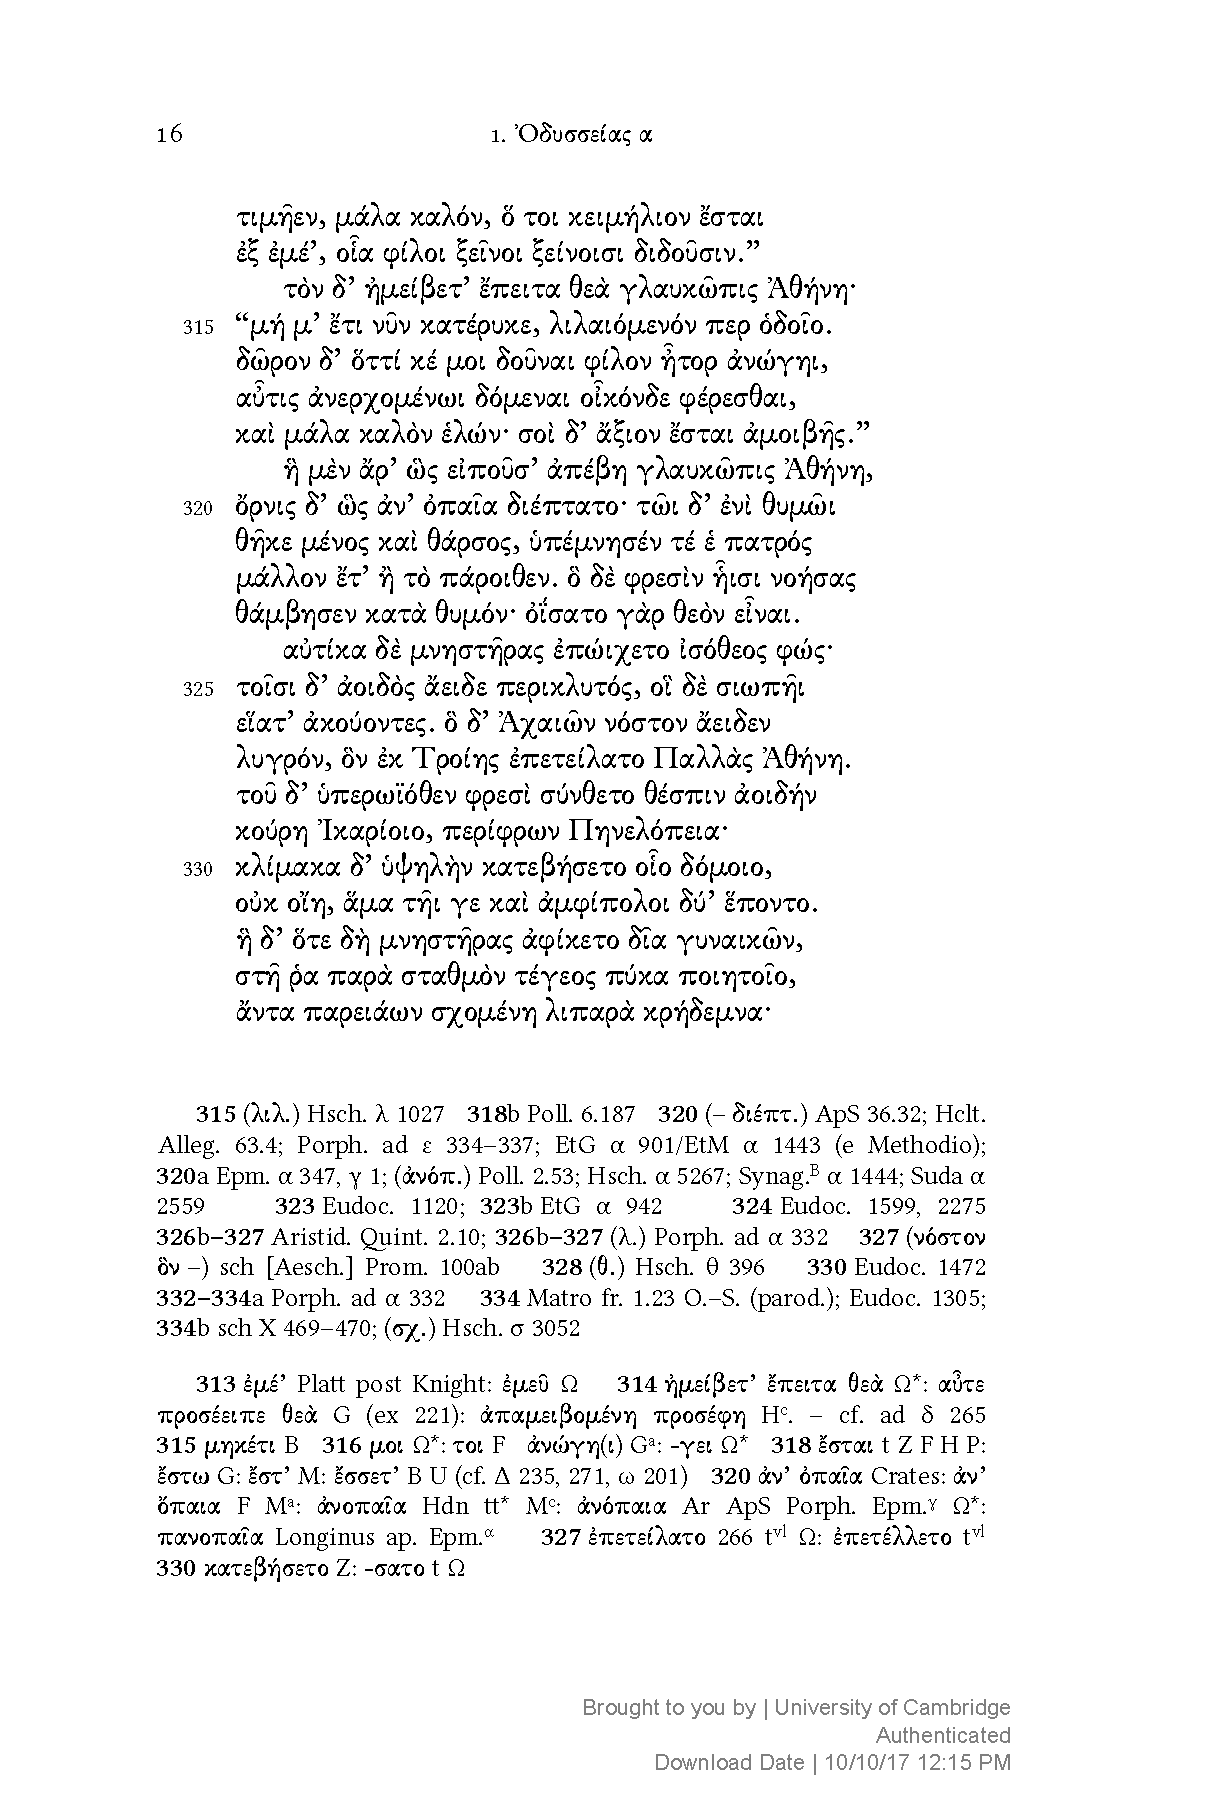 16 1. Ὀδυσσείας α
τιμῆεν, μάλα καλόν, ὅ τοι κειμήλιον ἔσται
ἐξ ἐμέ’, οἷα φίλοι ξεῖνοι ξείνοισι διδοῦσιν.”
τὸν δ’ ἠμείβετ’ ἔπειτα θεὰ γλαυκῶπις Ἀθήνη·
315 “μή μ’ ἔτι νῦν κατέρυκε, λιλαιόμενόν περ ὁδοῖο.
δῶρον δ’ ὅττί κέ μοι δοῦναι φίλον ἦτορ ἀνώγηι,
αὖτις ἀνερχομένωι δόμεναι οἶκόνδε φέρεσθαι,
καὶ μάλα καλὸν ἑλών· σοὶ δ’ ἄξιον ἔσται ἀμοιβῆς.”
ἣ μὲν ἄρ’ ὣς εἰποῦσ’ ἀπέβη γλαυκῶπις Ἀθήνη,
320 ὄρνις δ’ ὣς ἀν’ ὀπαῖα διέπτατο· τῶι δ’ ἐνὶ θυμῶι
θῆκε μένος καὶ θάρσος, ὑπέμνησέν τέ ἑ πατρός
μάλλον ἔτ’ ἢ τὸ πάροιθεν. ὃ δὲ φρεσὶν ἧισι νοήσας
θάμβησεν κατὰ θυμόν· ὀΐσατο γὰρ θεὸν εἶναι.
αὐτίκα δὲ μνηστῆρας ἐπώιχετο ἰσόθεος φώς·
325 τοῖσι δ’ ἀοιδὸς ἄειδε περικλυτός, οἳ δὲ σιωπῆι
εἵατ’ ἀκούοντες. ὃ δ’ Ἀχαιῶν νόστον ἄειδεν
λυγρόν, ὃν ἐκ Τροίης ἐπετείλατο Παλλὰς Ἀθήνη.
τοῦ δ’ ὑπερωϊόθεν φρεσὶ σύνθετο θέσπιν ἀοιδήν
κούρη Ἰκαρίοιο, περίφρων Πηνελόπεια·
330 κλίμακα δ’ ὑψηλὴν κατεβήσετο οἷο δόμοιο,
οὐκ οἴη, ἅμα τῆι γε καὶ ἀμφίπολοι δύ’ ἕποντο.
ἣ δ’ ὅτε δὴ μνηστῆρας ἀφίκετο δῖα γυναικῶν,
στῆ ῥα παρὰ σταθμὸν τέγεος πύκα ποιητοῖο,
ἄντα παρειάων σχομένη λιπαρὰ κρήδεμνα·
315 (λιλ.) Hsch. λ 1027 318b Poll. 6.187 320 (– διέπτ.) ApS 36.32; Hclt.
Alleg. 63.4; Porph. ad ε 334–337; EtG α 901/EtM α 1443 (e Methodio);
320a Epm. α 347, γ 1; (ἀνόπ.) Poll. 2.53; Hsch. α 5267; Synag.ᴮ α 1444; Suda α
2559 323 Eudoc. 1120; 323b EtG α 942 324 Eudoc. 1599, 2275
326b–327 Aristid. Quint. 2.10; 326b–327 (λ.) Porph. ad α 332 327 (νόστον
ὃν –) sch [Aesch.] Prom. 100ab 328 (θ.) Hsch. θ 396 330 Eudoc. 1472
332–334a Porph. ad α 332 334 Matro fr. 1.23 O.–S. (parod.); Eudoc. 1305;
334b sch X 469–470; (σχ.) Hsch. σ 3052
313 ἐμέ’ Platt post Knight: ἐμεῦ Ω 314 ἠμείβετ’ ἔπειτα θεὰ Ω*: αὖτε
προσέειπε θεὰ G (ex 221): ἀπαμειβομένη προσέφη Hᶜ. – cf. ad δ 265
315 μηκέτι B 316 μοι Ω*: τοι F ἀνώγη(ι) Gᵃ: -γει Ω* 318 ἔσται t Z F H P:
ἔστω G: ἔστ’ M: ἔσσετ’ B U (cf. Δ 235, 271, ω 201) 320 ἀν’ ὀπαῖα Crates: ἀν’
ὄπαια F Mᵃ: ἀνοπαῖα Hdn tt* Mᶜ: ἀνόπαια Ar ApS Porph. Epm.ᵞ Ω*:
πανοπαῖα Longinus ap. Epm.ᵅ 327 ἐπετείλατο 266 tᵛˡ Ω: ἐπετέλλετο tᵛˡ
330 κατεβήσετο Z: -σατο t Ω
Brought to you by | University of Cambridge
Authenticated
Download Date | 10/10/17 12:15 PM